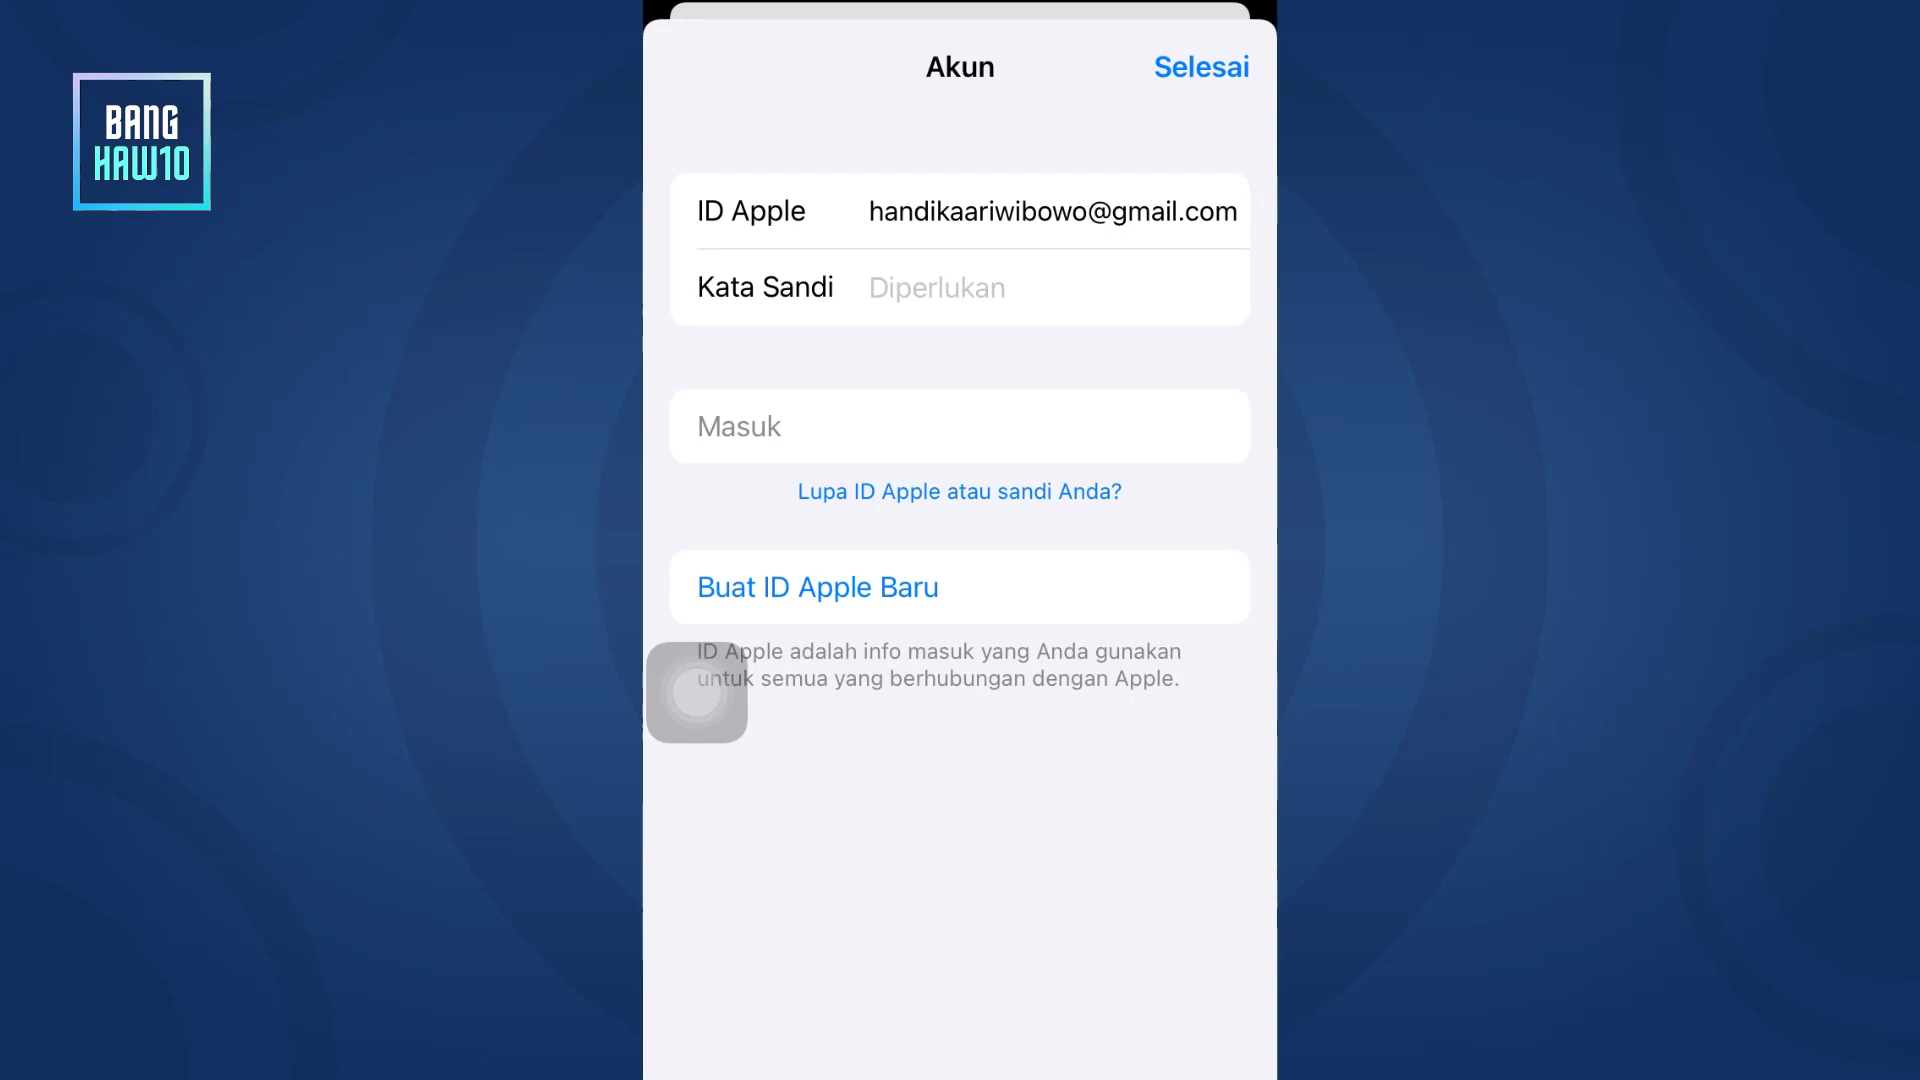 BANG
HAW10
Akun
Selesai
ID Apple handikaariwibowo@gmail.com
Kata Sandi Diperlukan
Masuk
Lupa ID Apple atau sandi Anda?
Buat ID Apple Baru
ID Apple adalah info masuk yang Anda gunakan
untuk semua yang berhubungan dengan Apple.